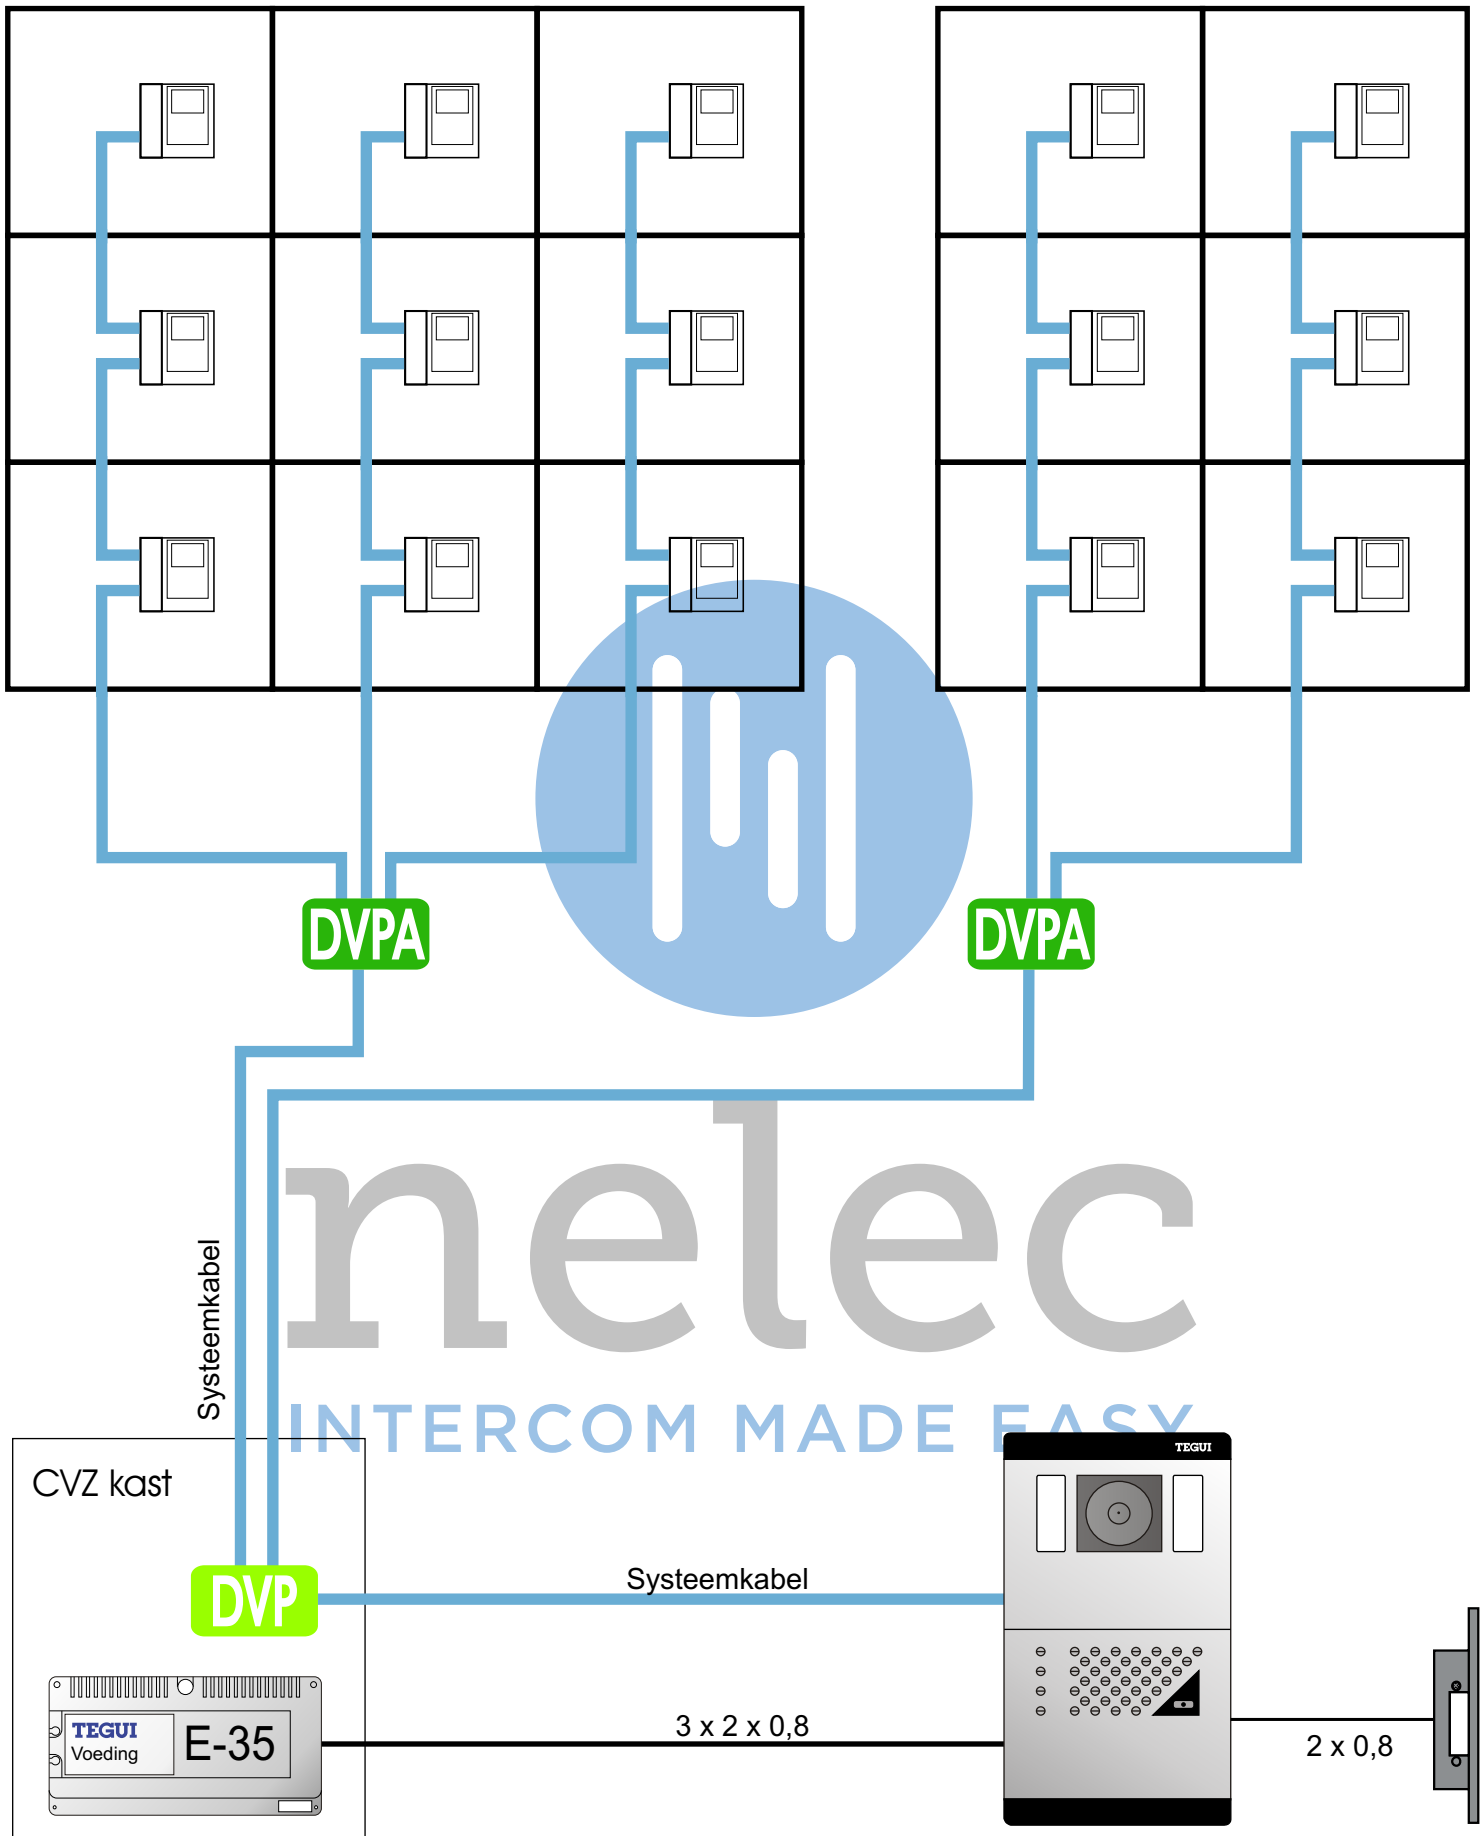 DVPA
DVPA
nelec
INTERCOM MADE EASY
Systeemkabel
CVZ kast
TEGUI
DVP
Systeemkabel
TEGUI
Voeding
E-35
3 x 2 x 0,8
2 x 0,8